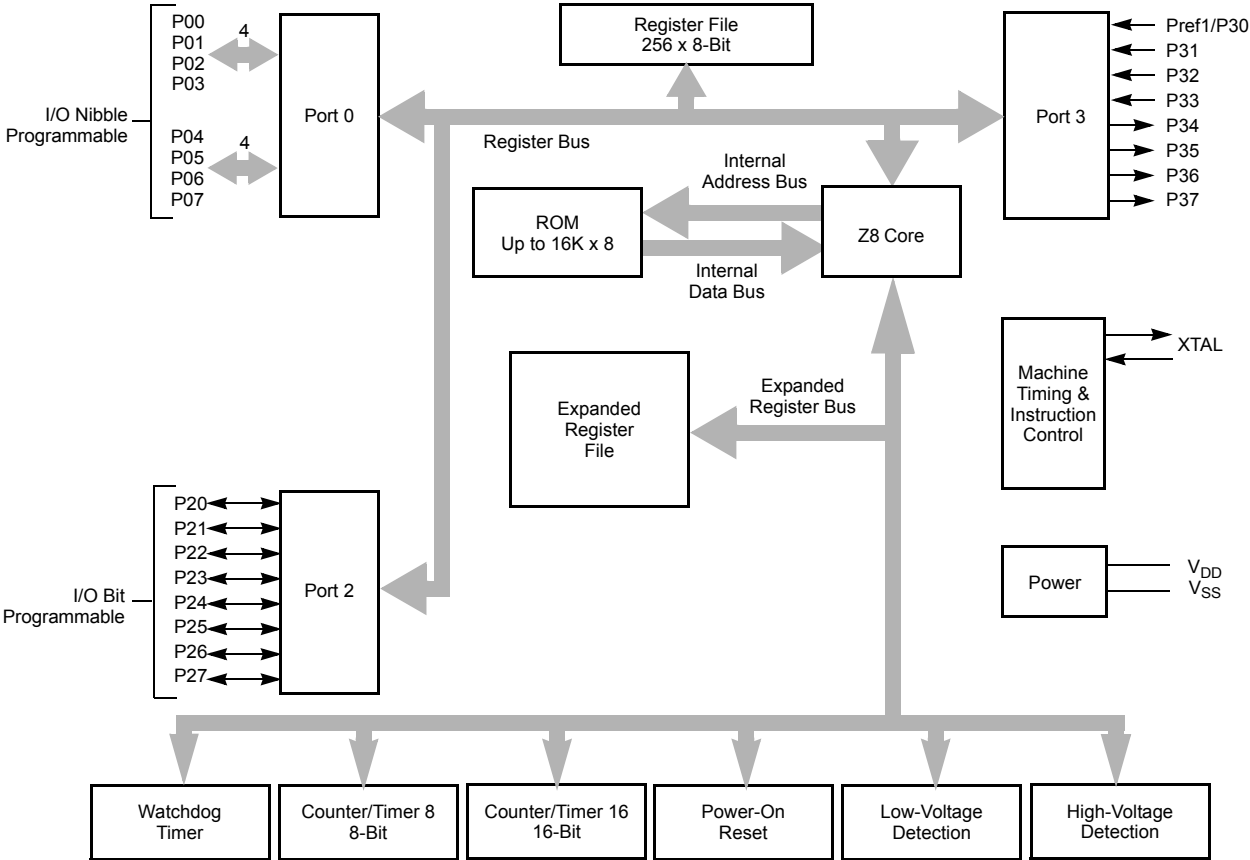 P00
P01
P02
P03
4
I/O Nibble
Programmable
P04
P05
P06
P07
4
Port 0
Register File
256 x 8-Bit
Register Bus
Port 3
Pref1/P30
P31
P32
P33
P34
P35
P36
P37
Internal
Address Bus
ROM
Up to 16K x 8
Z8 Core
Internal
Data Bus
Machine
Timing &
Instruction
Control
XTAL
Expanded
Register
File
Expanded
Register Bus
I/O Bit
Programmable
P20
P21
P22
P23
P24
P25
P26
P27
Port 2
Power
VDD
VSS
Watchdog
Timer
Counter/Timer 8
8-Bit
Counter/Timer 16
16-Bit
Power-On
Reset
Low-Voltage
Detection
High-Voltage
Detection